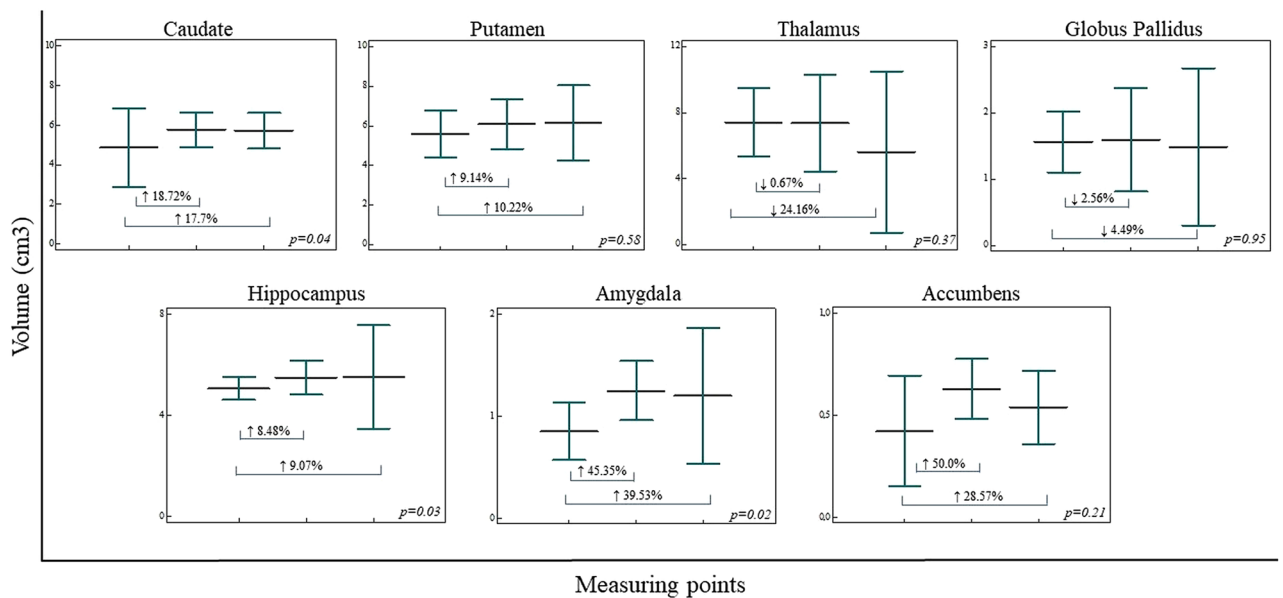 Volume (cm3)
Caudate
10
8
6
4
2
0
↑ 18.72%
↑ 17.7%
p=0.04
Putamen
10
8
6
4
2
0
↑ 9.14%
↑ 10.22%
p=0.58
Thalamus
12
8
4
0
↓ 0.67%
↓ 24.16%
p=0.37
Globus Pallidus
3
2
1
0
↓ 2.56%
↓ 4.49%
p=0.95
Hippocampus
8
4
0
↑ 8.48%
↑ 9.07%
p=0.03
Amygdala
2
1
0
↑ 45.35%
↑ 39.53%
p=0.02
Accumbens
1,0
0,5
0,0
↑ 50.0%
↑ 28.57%
p=0.21
Measuring points